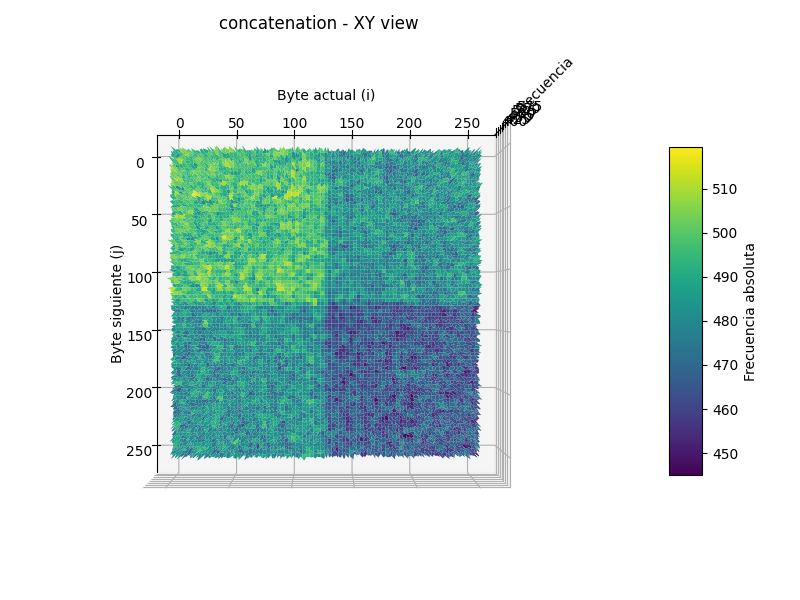 concatenation - XY view
Byte actual (i)
0 50 100 150 200 250
0
50
100
150
200
250
Byte siguiente (j)
510
500
490
480
470
460
450
Frecuencia absoluta